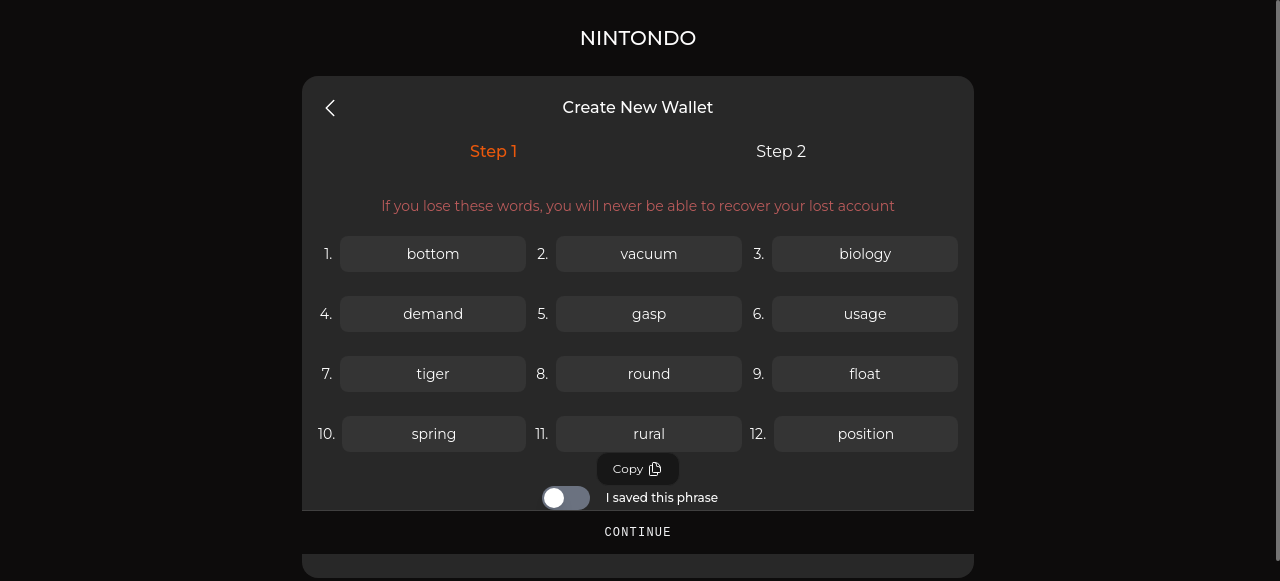 NINTONDO
Create New Wallet
Step 1 Step 2
If you lose these words, you will never be able to recover your lost account
1. bottom 2. vacuum 3. biology
4. demand 5. gasp 6. usage
7. tiger 8. round 9. float
10. spring 11. rural 12. position
Copy
I saved this phrase
CONTINUE